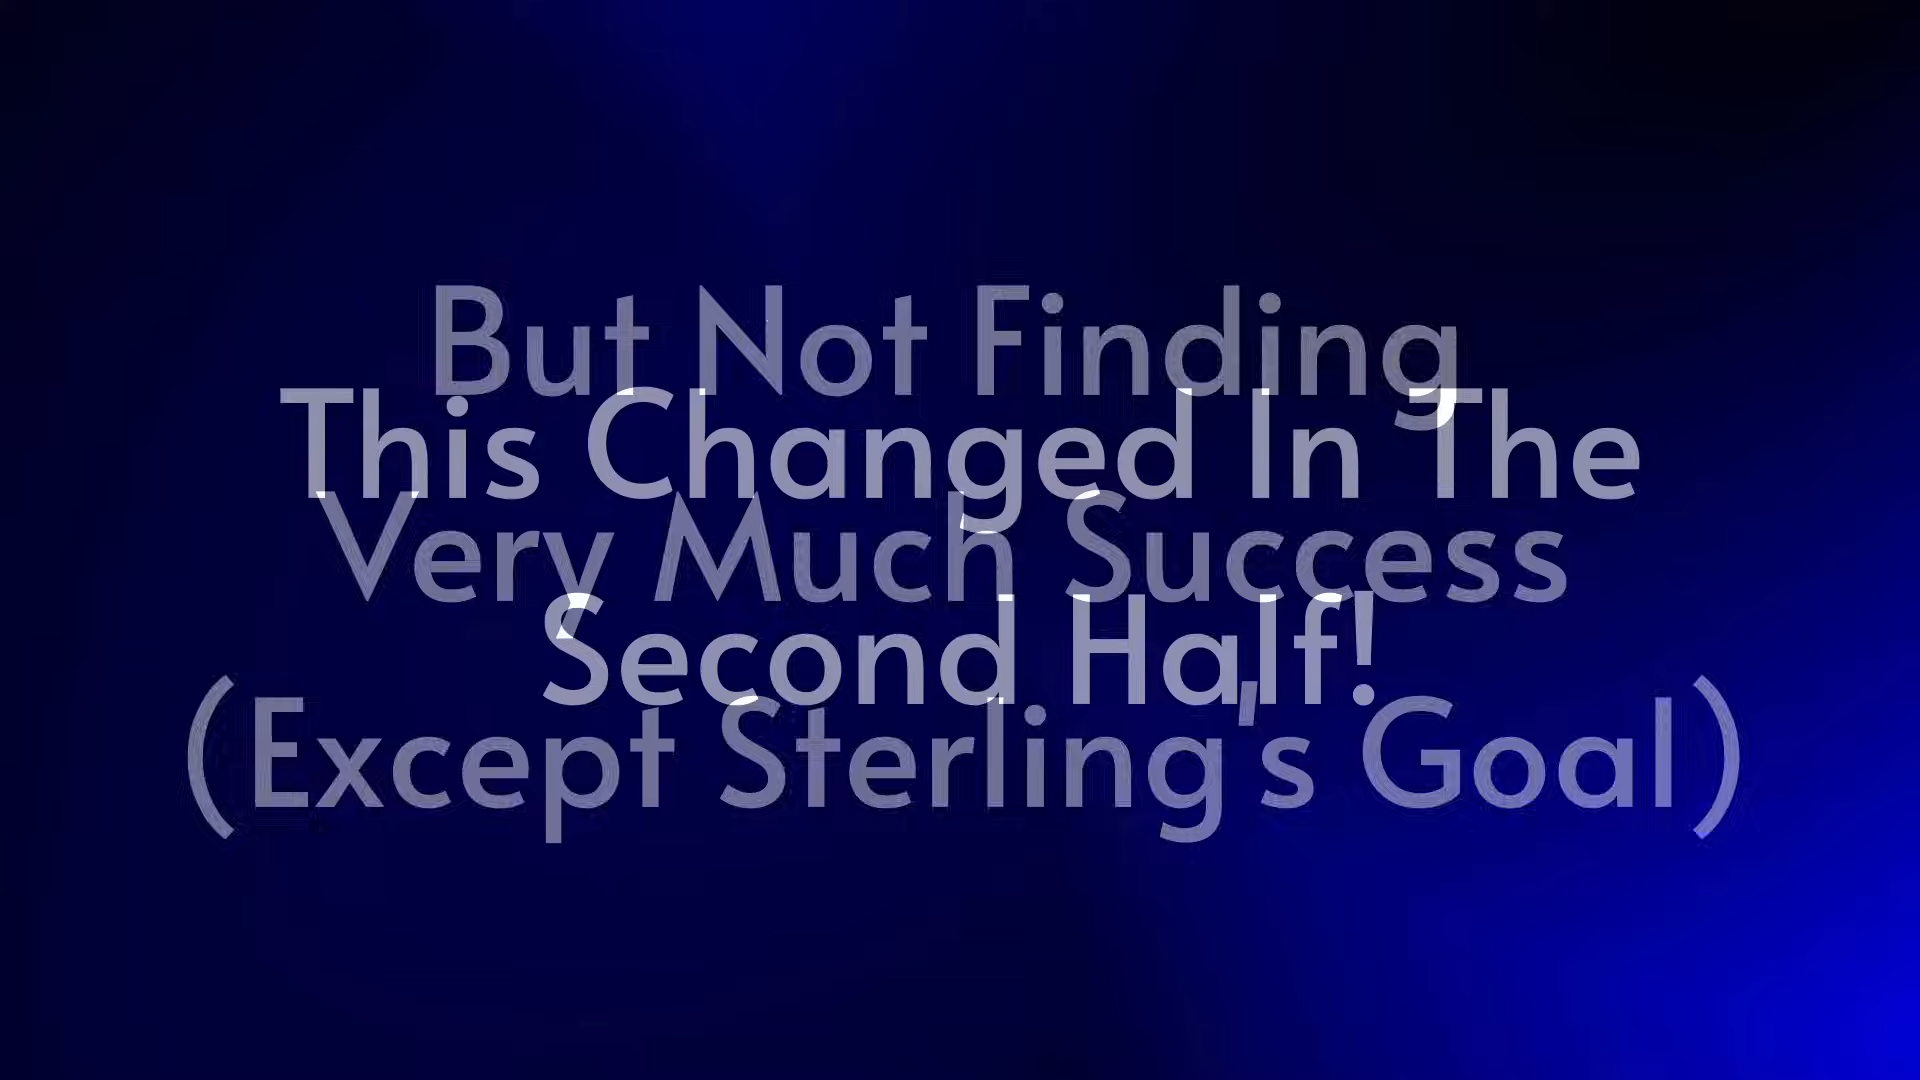 But Not Finding
This Changed In The
Very Much Success
Second Half!
(Except Sterling's Goal)